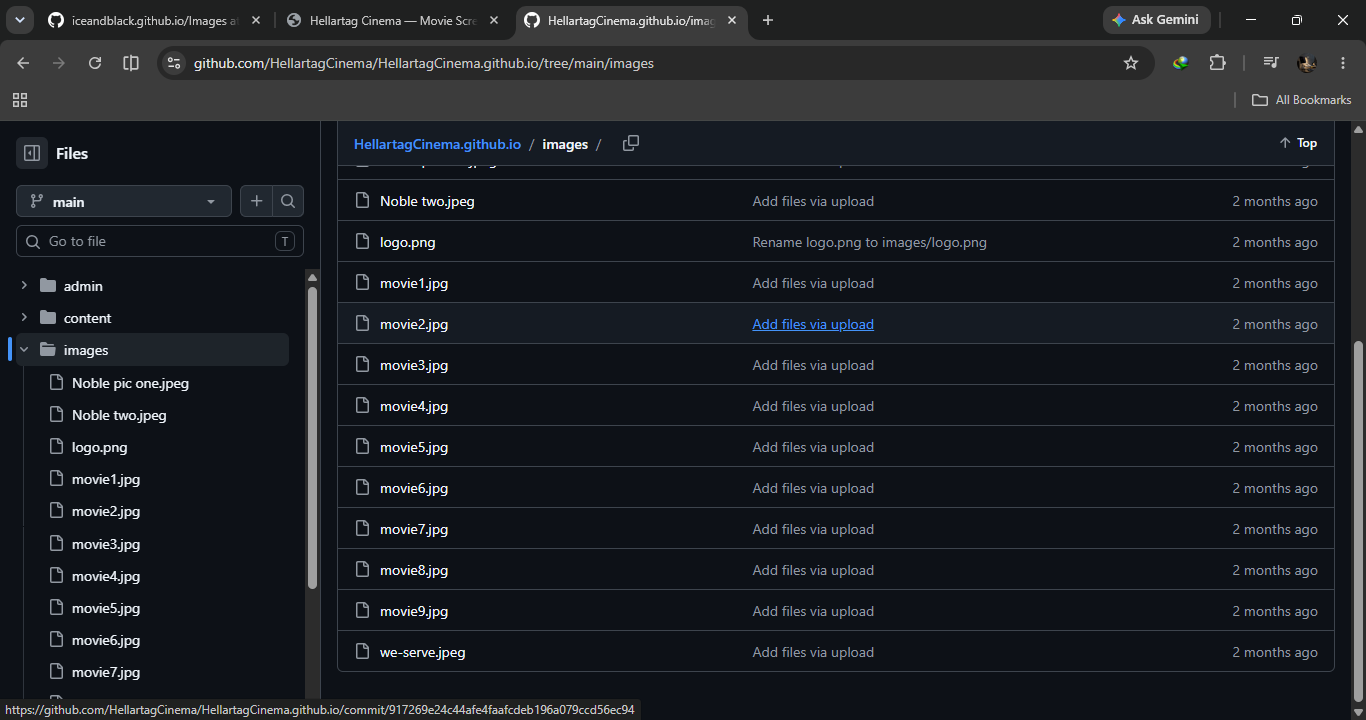 iceandblack.github.io/Images at
Hellartag Cinema — Movie Scre
HellartagCinema.github.io/imag
Ask Gemini
github.com/HellartagCinema/HellartagCinema.github.io/tree/main/images
All Bookmarks
Files
main
Go to file
T
admin
content
images
Noble pic one.jpeg
Noble two.jpeg
logo.png
movie1.jpg
movie2.jpg
movie3.jpg
movie4.jpg
movie5.jpg
movie6.jpg
movie7.jpg
HellartagCinema.github.io / images /
Top
Noble two.jpeg Add files via upload 2 months ago
logo.png Rename logo.png to images/logo.png 2 months ago
movie1.jpg Add files via upload 2 months ago
movie2.jpg Add files via upload 2 months ago
movie3.jpg Add files via upload 2 months ago
movie4.jpg Add files via upload 2 months ago
movie5.jpg Add files via upload 2 months ago
movie6.jpg Add files via upload 2 months ago
movie7.jpg Add files via upload 2 months ago
movie8.jpg Add files via upload 2 months ago
movie9.jpg Add files via upload 2 months ago
we-serve.jpeg Add files via upload 2 months ago
https://github.com/HellartagCinema/HellartagCinema.github.io/commit/917269e24c44afe4faafcdeb196a079ccd56ec94